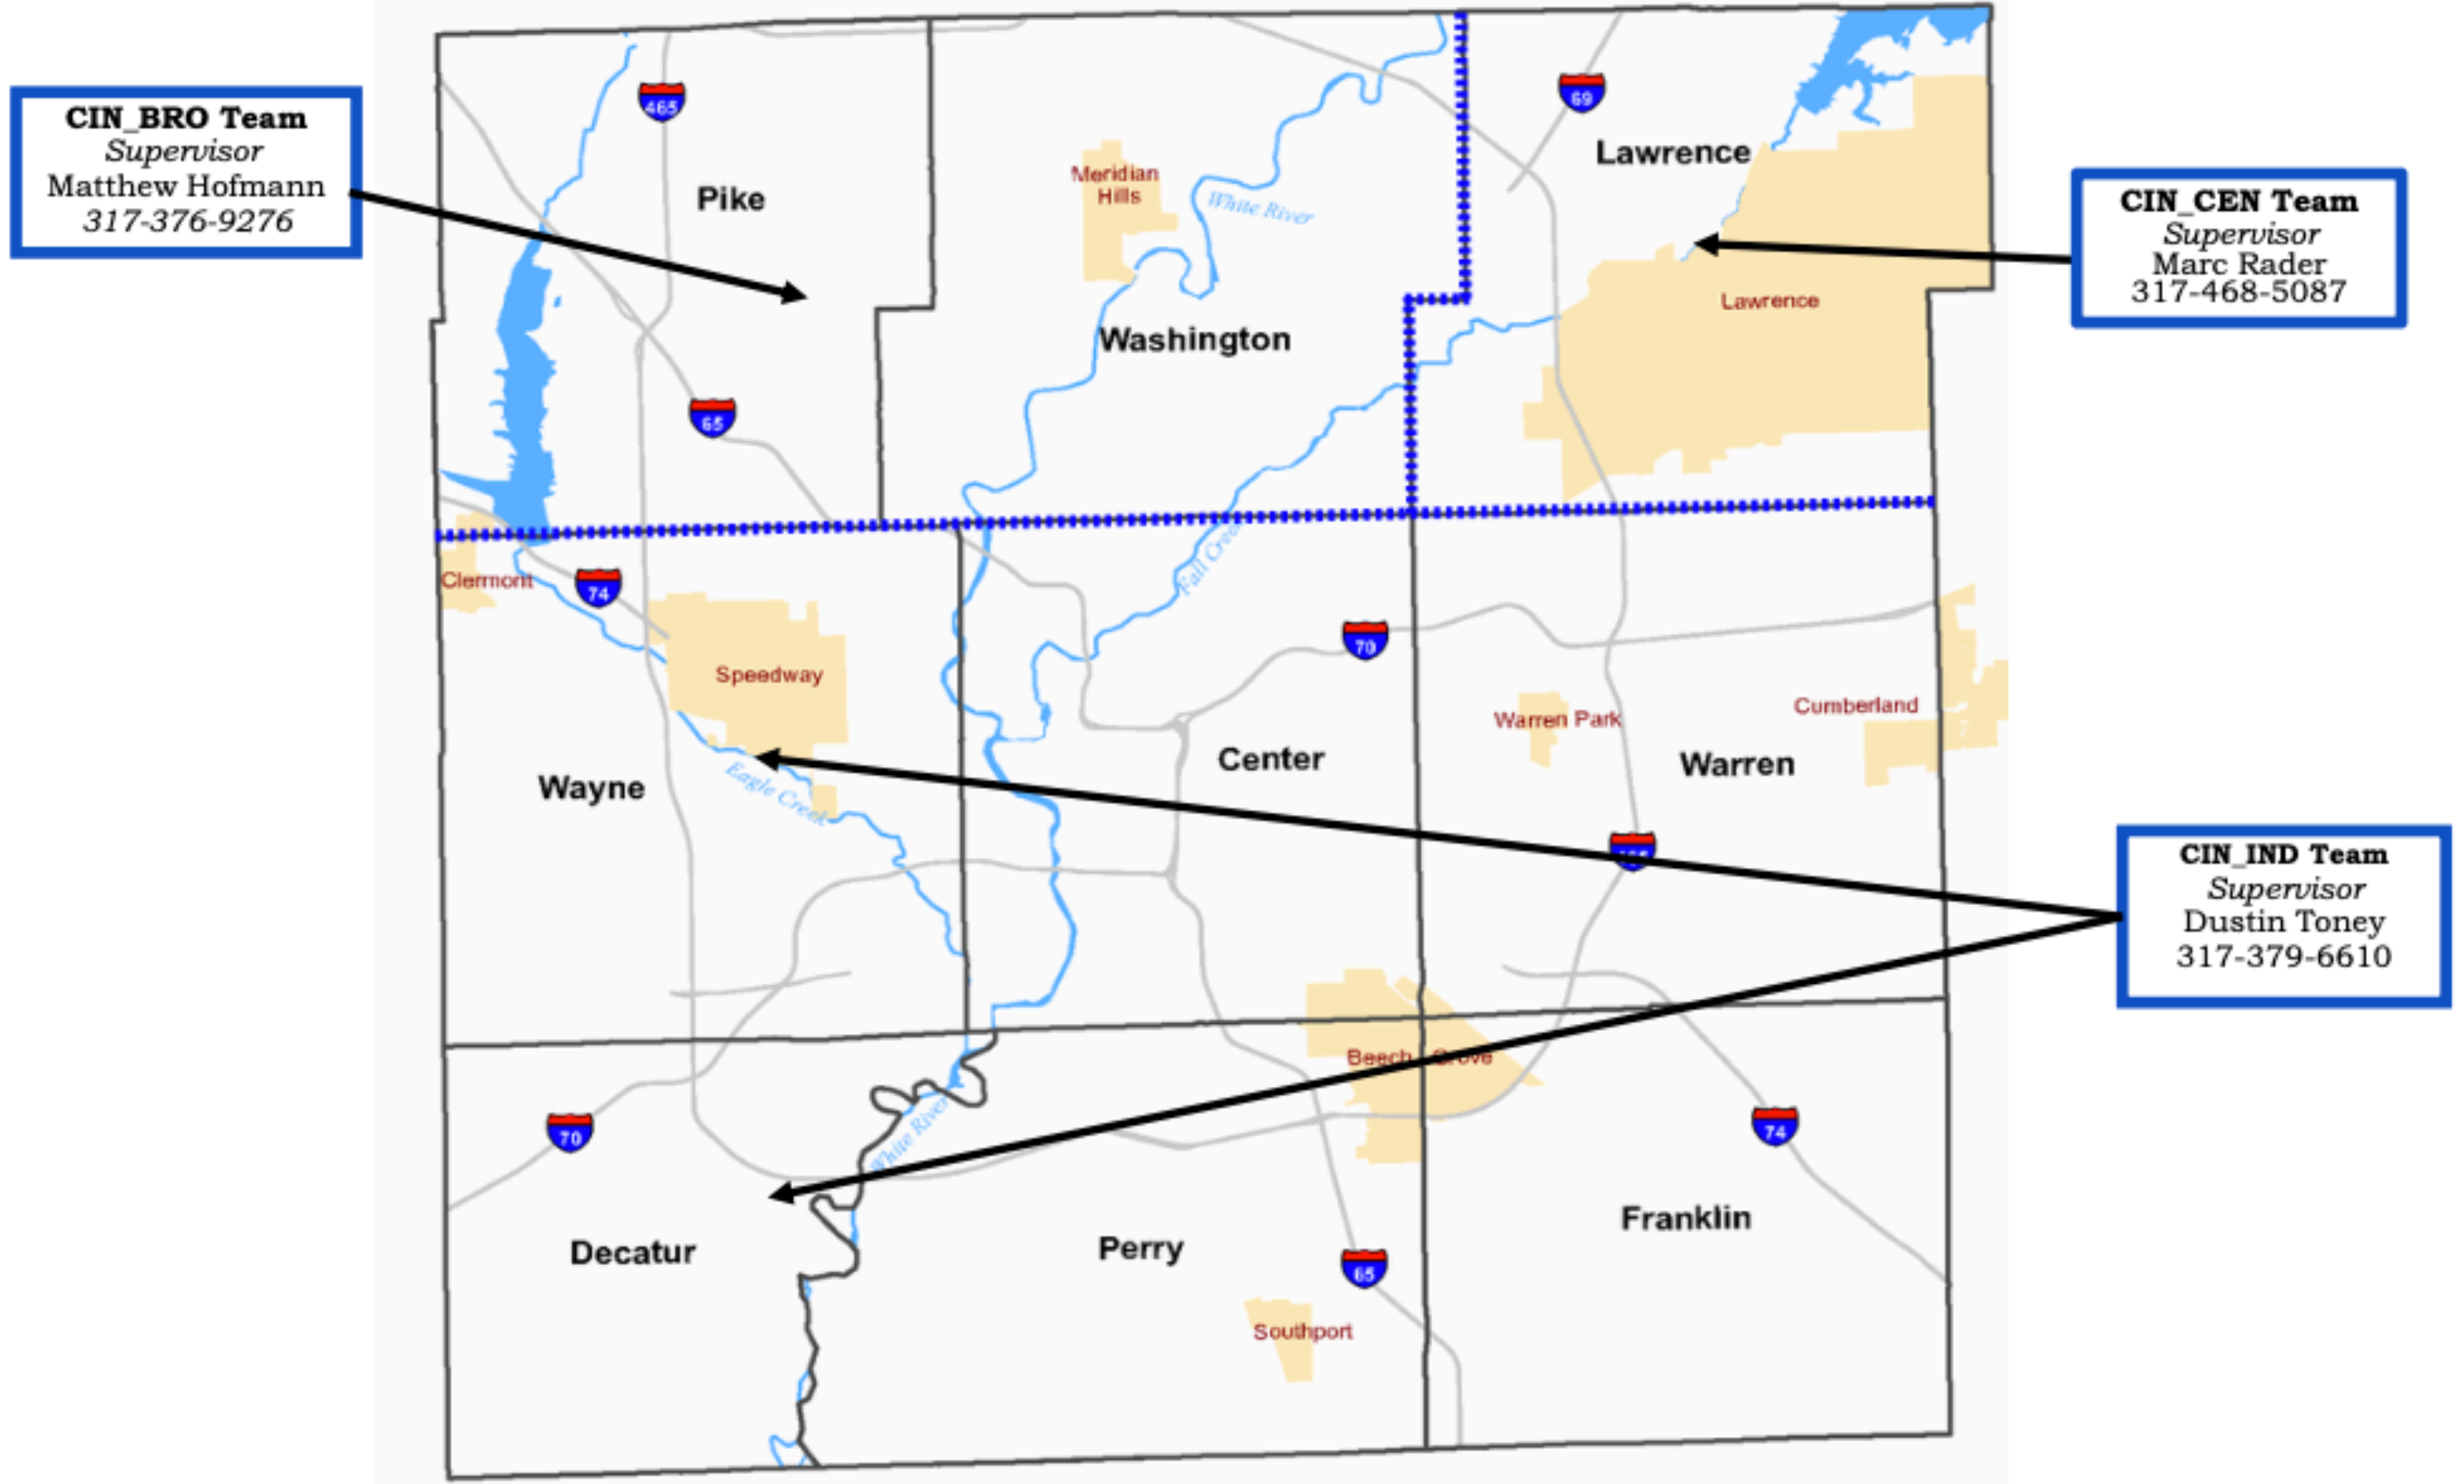 CIN_BRO Team
Supervisor
Matthew Hofmann
317-376-9276
465
Pike
65
Meridian
Hills
White River
Washington
69
Lawrence
Lawrence
CIN_CEN Team
Supervisor
Marc Rader
317-468-5087
Clermont
74
Speedway
Wayne
Eagle Creek
Fall Creek
70
Center
Warren Park
Cumberland
Warren
CIN_IND Team
Supervisor
Dustin Toney
317-379-6610
Beech Grove
70
White River
Decatur
Perry
65
Southport
74
Franklin